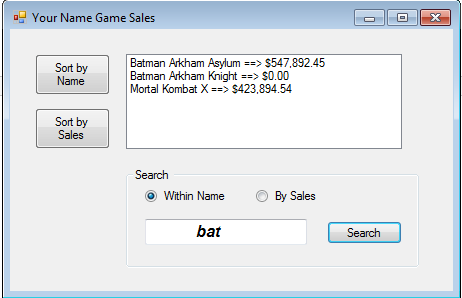 Your Name Game Sales
Sort by
Name
Batman Arkham Asylum ==> $547,892.45
Batman Arkham Knight ==> $0.00
Mortal Kombat X ==> $423,894.54
Sort by
Sales
Search
Within Name
By Sales
bat
Search